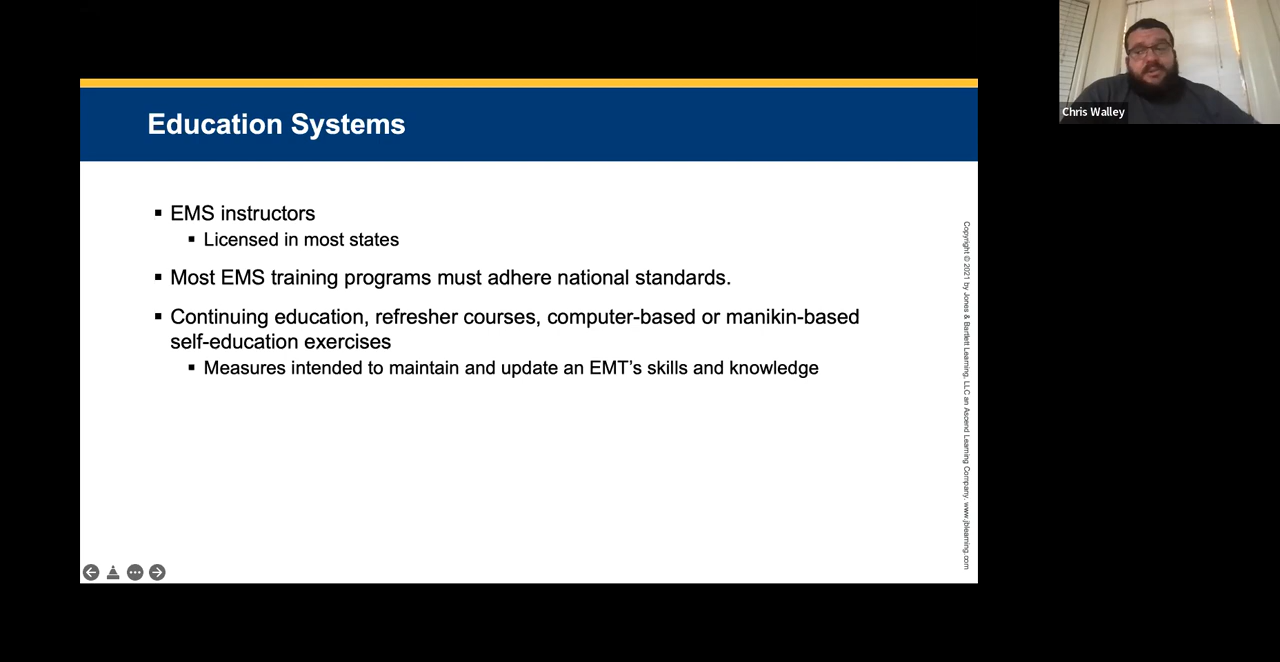 Education Systems
▪ EMS instructors
▪ Licensed in most states
▪ Most EMS training programs must adhere national standards.
▪ Continuing education, refresher courses, computer-based or manikin-based
self-education exercises
▪ Measures intended to maintain and update an EMT's skills and knowledge
Copyright © 2021 by Jones & Bartlett Learning, LLC an Ascend Learning Company. www.jblearning.com
Chris Walley